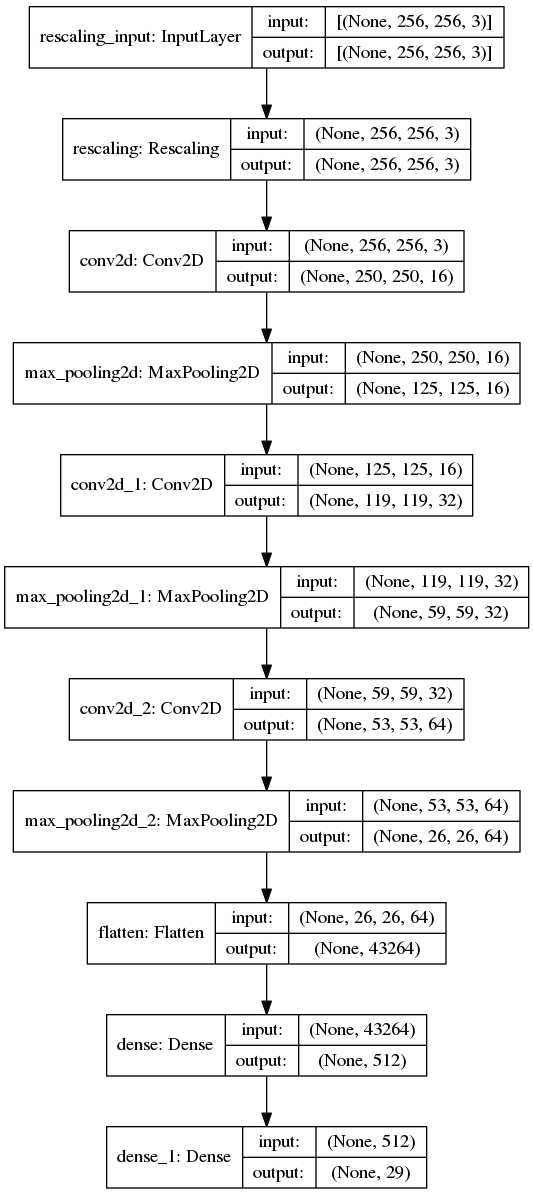 rescaling_input: InputLayer
input: [(None, 256, 256, 3)]
output: [(None, 256, 256, 3)]
rescaling: Rescaling
input: (None, 256, 256, 3)
output: (None, 256, 256, 3)
conv2d: Conv2D
input: (None, 256, 256, 3)
output: (None, 250, 250, 16)
max_pooling2d: MaxPooling2D
input: (None, 250, 250, 16)
output: (None, 125, 125, 16)
conv2d_1: Conv2D
input: (None, 125, 125, 16)
output: (None, 119, 119, 32)
max_pooling2d_1: MaxPooling2D
input: (None, 119, 119, 32)
output: (None, 59, 59, 32)
conv2d_2: Conv2D
input: (None, 59, 59, 32)
output: (None, 53, 53, 64)
max_pooling2d_2: MaxPooling2D
input: (None, 53, 53, 64)
output: (None, 26, 26, 64)
flatten: Flatten
input: (None, 26, 26, 64)
output: (None, 43264)
dense: Dense
input: (None, 43264)
output: (None, 512)
dense_1: Dense
input: (None, 512)
output: (None, 29)